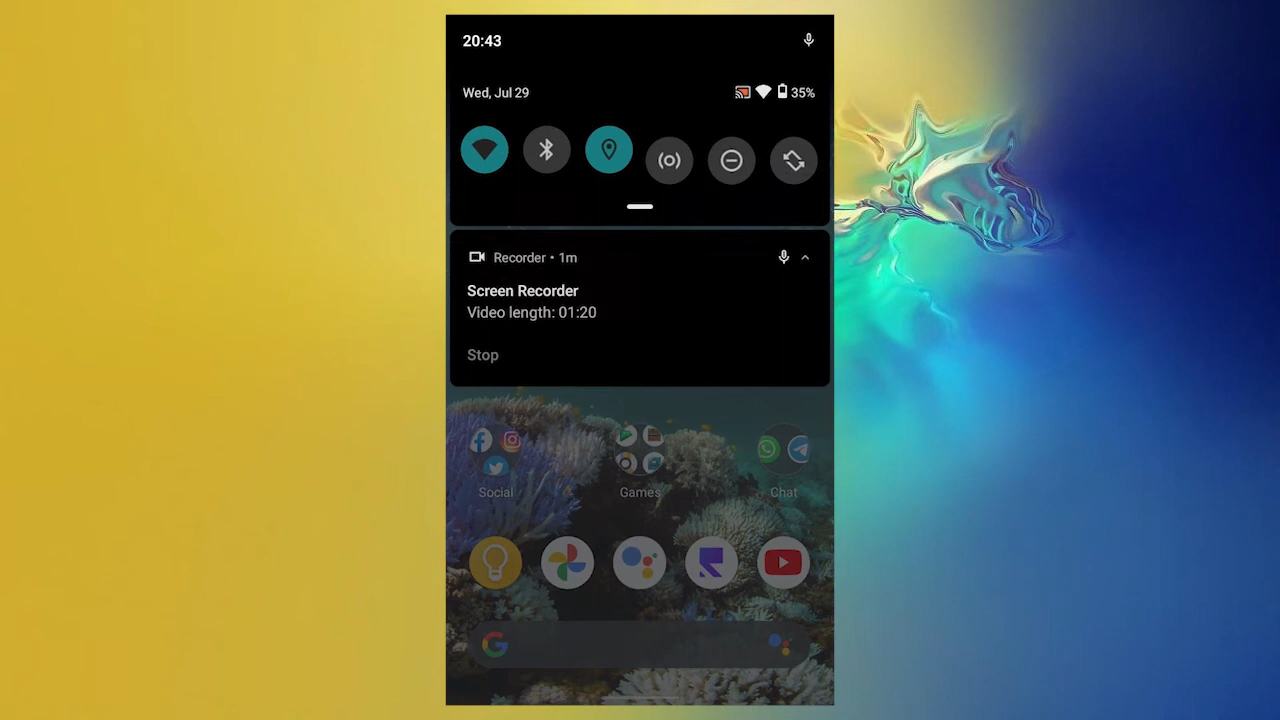 20:43
Wed, Jul 29
35%
Recorder • 1m
Screen Recorder
Video length: 01:20
Stop
Social
Games
Chat